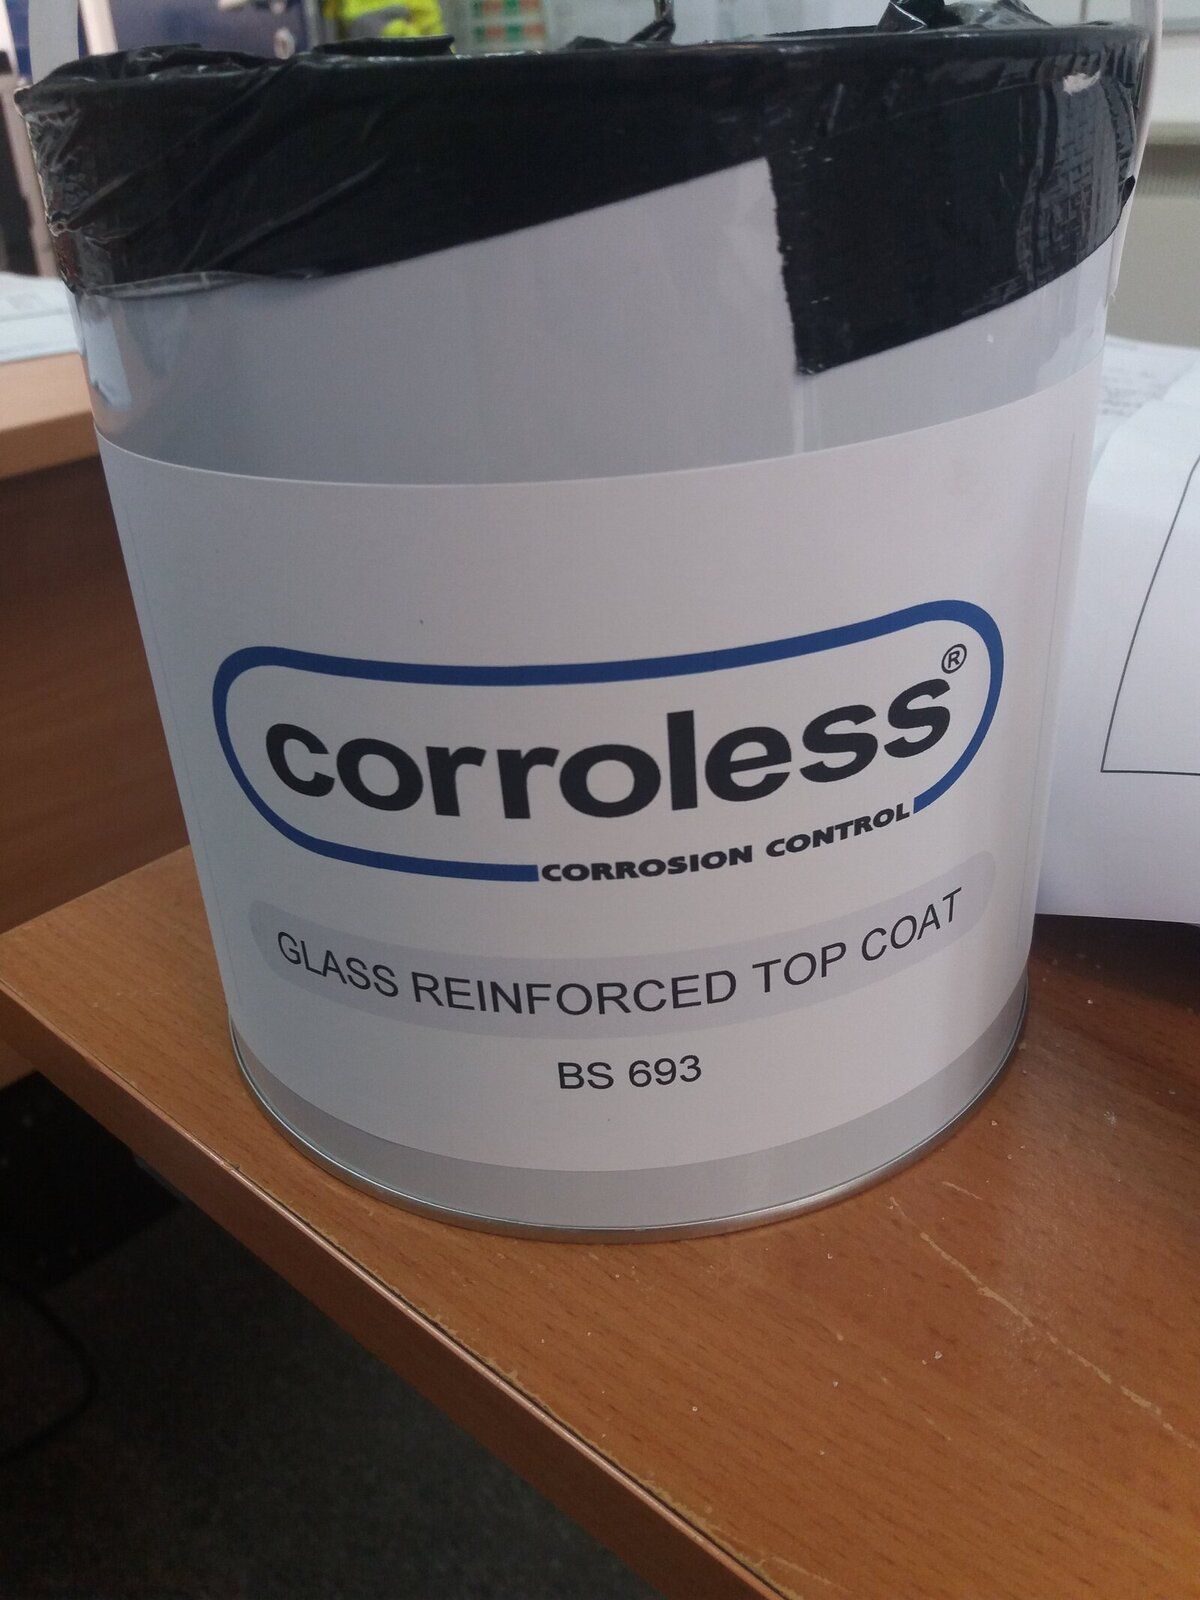 corroless®
CORROSION CONTROL
GLASS REINFORCED TOP COAT
BS 693